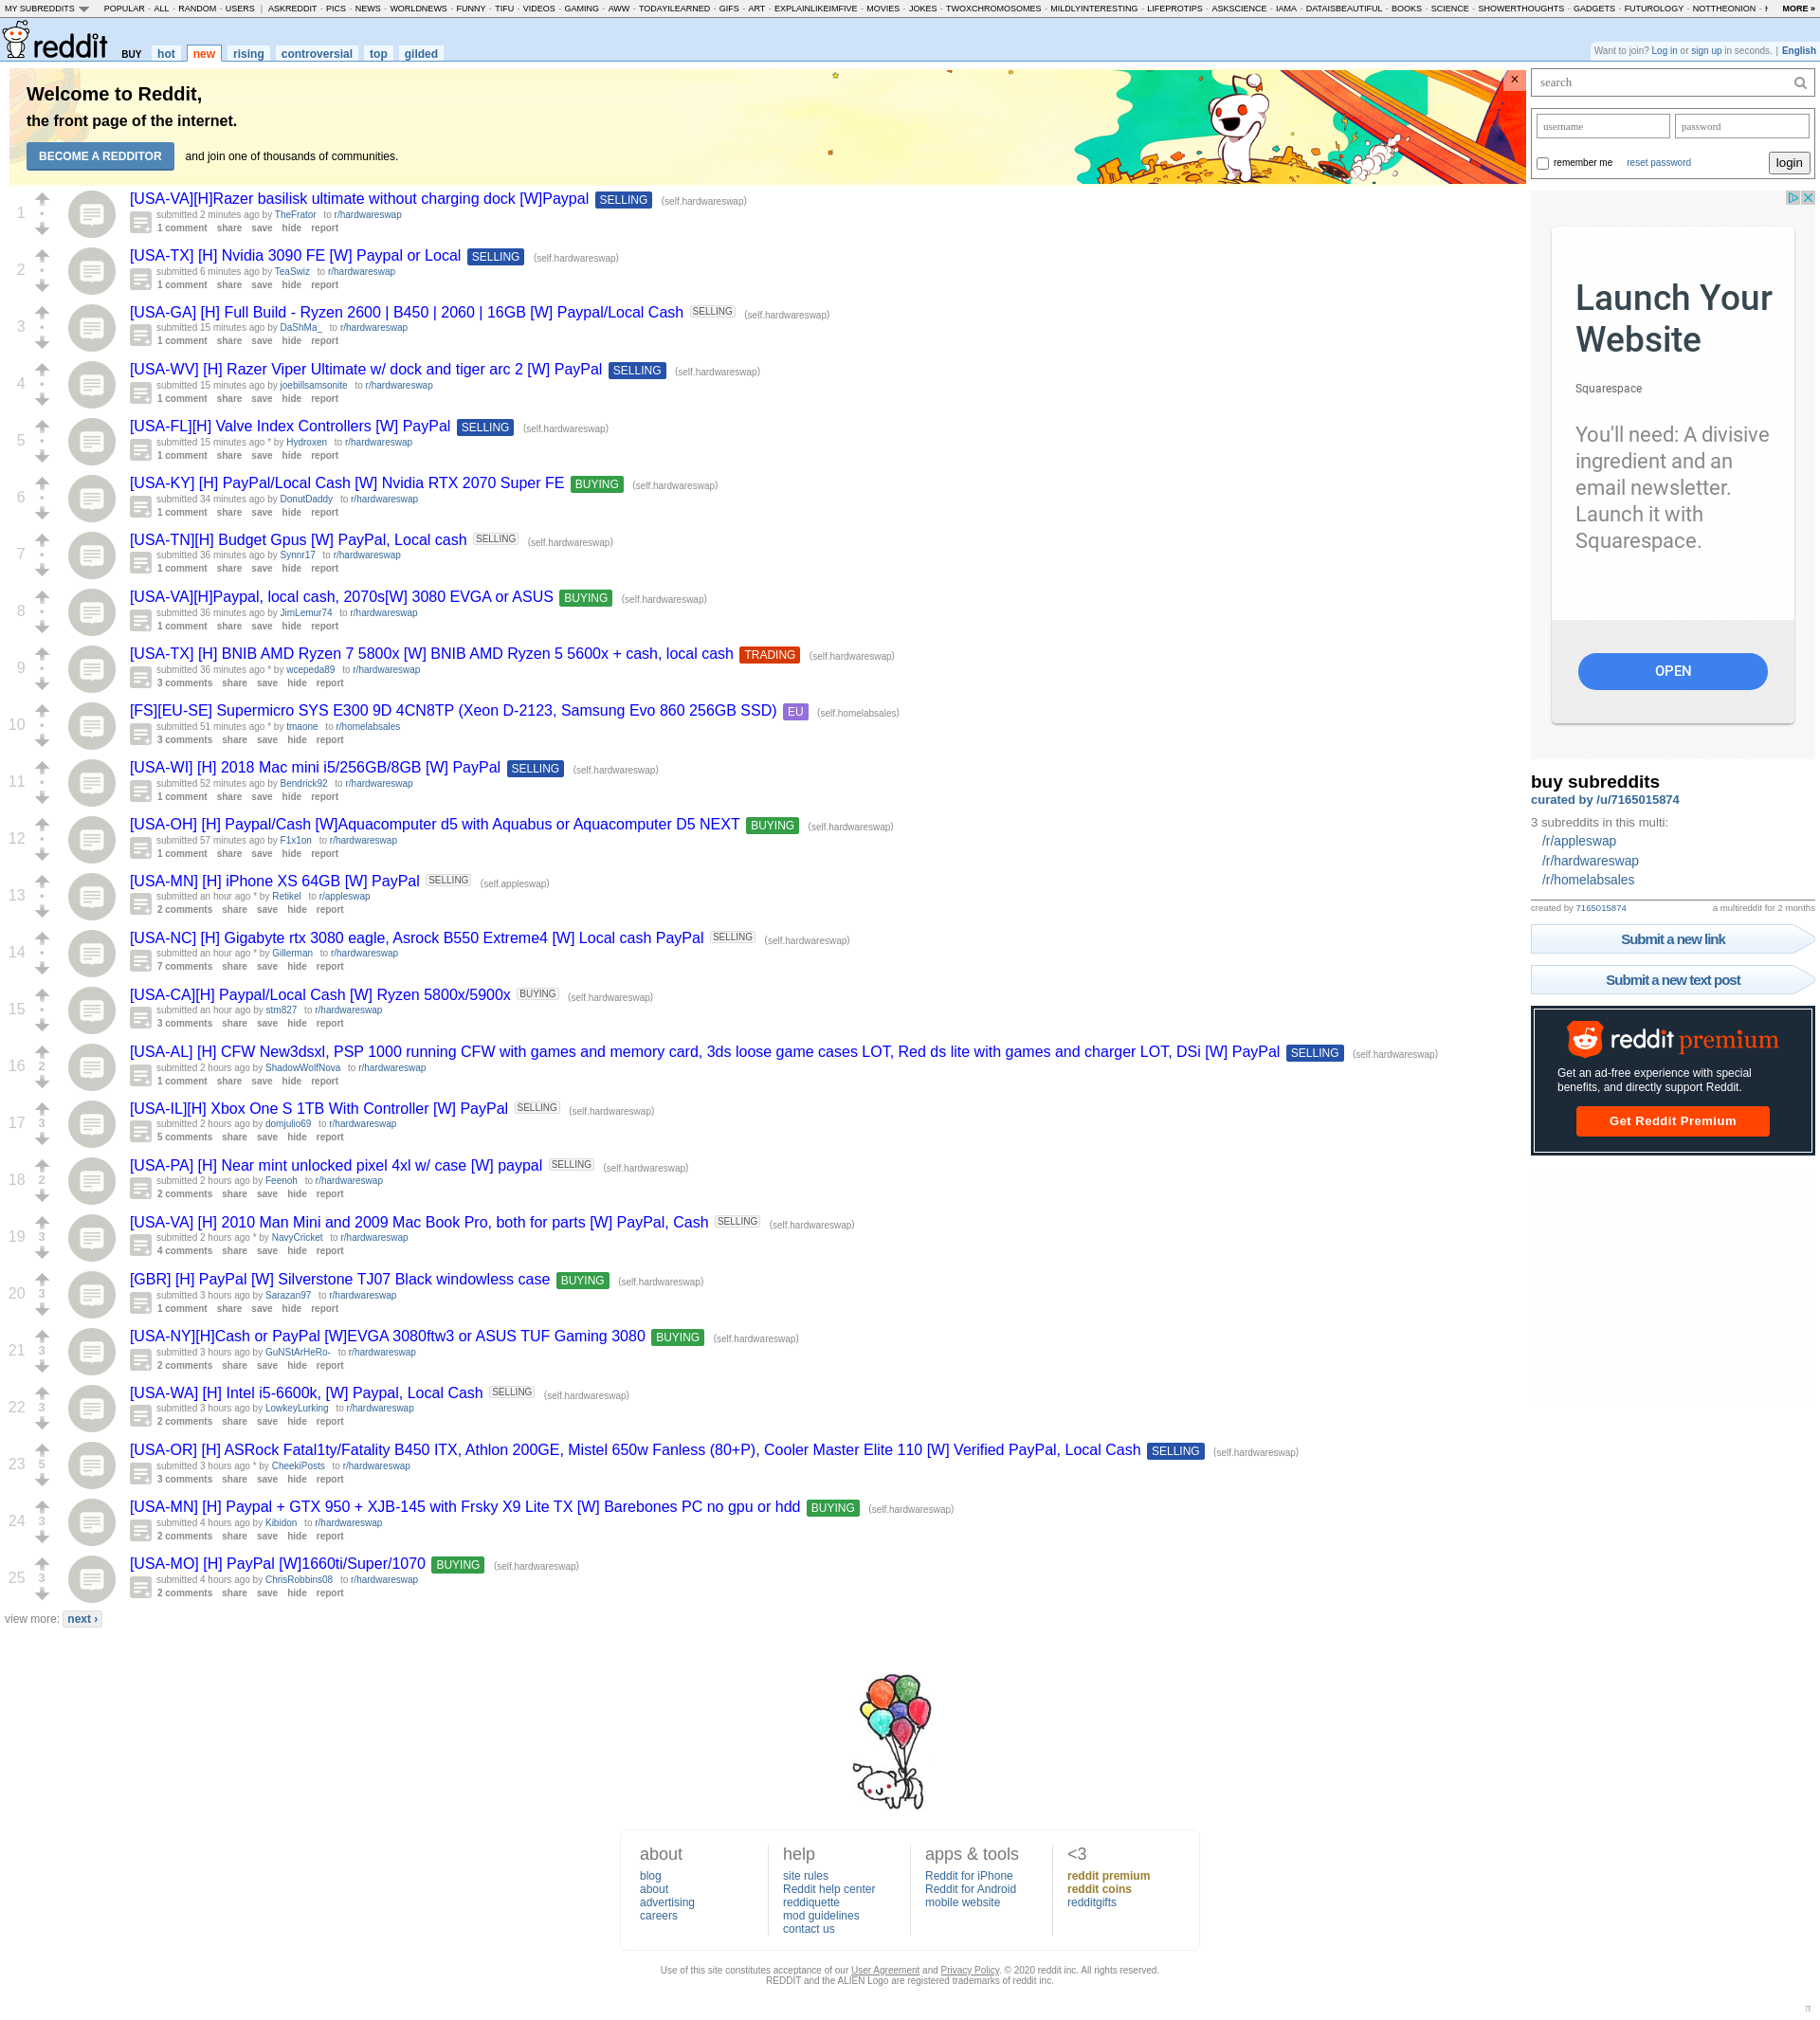 MY SUBREDDITS POPULAR - ALL - RANDOM - USERS | ASKREDDIT - PICS - NEWS - WORLDNEWS - FUNNY - TIFU - VIDEOS - GAMING - AWW - TODAYILEARNED - GIFS - ART - EXPLAINLIKEIMFIVE - MOVIES - JOKES - TWOXCHROMOSOMES - MILDLYINTERESTING - LIFEPROTIPS - ASKSCIENCE - IAMA - DATAISBEAUTIFUL - BOOKS - SCIENCE - SHOWERTHOUGHTS - GADGETS - FUTUROLOGY - NOTTHEONION - MORE »
reddit BUY hot new rising controversial top gilded
Want to join? Log in or sign up in seconds. | English
Welcome to Reddit,
the front page of the internet.
BECOME A REDDITOR and join one of thousands of communities.
×
1
[USA-VA][H]Razer basilisk ultimate without charging dock [W]Paypal SELLING (self.hardwareswap)
submitted 2 minutes ago by TheFrator to r/hardwareswap
1 comment share save hide report
2
[USA-TX] [H] Nvidia 3090 FE [W] Paypal or Local SELLING (self.hardwareswap)
submitted 6 minutes ago by TeaSwiz to r/hardwareswap
1 comment share save hide report
3
[USA-GA] [H] Full Build - Ryzen 2600 | B450 | 2060 | 16GB [W] Paypal/Local Cash SELLING (self.hardwareswap)
submitted 15 minutes ago by DaShMa_ to r/hardwareswap
1 comment share save hide report
4
[USA-WV] [H] Razer Viper Ultimate w/ dock and tiger arc 2 [W] PayPal SELLING (self.hardwareswap)
submitted 15 minutes ago by joebillsamsonite to r/hardwareswap
1 comment share save hide report
5
[USA-FL][H] Valve Index Controllers [W] PayPal SELLING (self.hardwareswap)
submitted 15 minutes ago * by Hydroxen to r/hardwareswap
1 comment share save hide report
6
[USA-KY] [H] PayPal/Local Cash [W] Nvidia RTX 2070 Super FE BUYING (self.hardwareswap)
submitted 34 minutes ago by DonutDaddy to r/hardwareswap
1 comment share save hide report
7
[USA-TN][H] Budget Gpus [W] PayPal, Local cash SELLING (self.hardwareswap)
submitted 36 minutes ago by Synnr17 to r/hardwareswap
1 comment share save hide report
8
[USA-VA][H]Paypal, local cash, 2070s[W] 3080 EVGA or ASUS BUYING (self.hardwareswap)
submitted 36 minutes ago by JimLemur74 to r/hardwareswap
1 comment share save hide report
9
[USA-TX] [H] BNIB AMD Ryzen 7 5800x [W] BNIB AMD Ryzen 5 5600x + cash, local cash TRADING (self.hardwareswap)
submitted 36 minutes ago * by wcepeda89 to r/hardwareswap
3 comments share save hide report
10
[FS][EU-SE] Supermicro SYS E300 9D 4CN8TP (Xeon D-2123, Samsung Evo 860 256GB SSD) EU (self.homelabsales)
submitted 51 minutes ago * by tmaone to r/homelabsales
3 comments share save hide report
11
[USA-WI] [H] 2018 Mac mini i5/256GB/8GB [W] PayPal SELLING (self.hardwareswap)
submitted 52 minutes ago by Bendrick92 to r/hardwareswap
1 comment share save hide report
12
[USA-OH] [H] Paypal/Cash [W]Aquacomputer d5 with Aquabus or Aquacomputer D5 NEXT BUYING (self.hardwareswap)
submitted 57 minutes ago by F1x1on to r/hardwareswap
1 comment share save hide report
13
[USA-MN] [H] iPhone XS 64GB [W] PayPal SELLING (self.appleswap)
submitted an hour ago * by Retikel to r/appleswap
2 comments share save hide report
14
[USA-NC] [H] Gigabyte rtx 3080 eagle, Asrock B550 Extreme4 [W] Local cash PayPal SELLING (self.hardwareswap)
submitted an hour ago * by Gillerman to r/hardwareswap
7 comments share save hide report
15
[USA-CA][H] Paypal/Local Cash [W] Ryzen 5800x/5900x BUYING (self.hardwareswap)
submitted an hour ago by stm827 to r/hardwareswap
3 comments share save hide report
16 2
[USA-AL] [H] CFW New3dsxl, PSP 1000 running CFW with games and memory card, 3ds loose game cases LOT, Red ds lite with games and charger LOT, DSi [W] PayPal SELLING (self.hardwareswap)
submitted 2 hours ago by ShadowWolfNova to r/hardwareswap
1 comment share save hide report
17 3
[USA-IL][H] Xbox One S 1TB With Controller [W] PayPal SELLING (self.hardwareswap)
submitted 2 hours ago by domjulio69 to r/hardwareswap
5 comments share save hide report
18 2
[USA-PA] [H] Near mint unlocked pixel 4xl w/ case [W] paypal SELLING (self.hardwareswap)
submitted 2 hours ago by Feenoh to r/hardwareswap
2 comments share save hide report
19 3
[USA-VA] [H] 2010 Man Mini and 2009 Mac Book Pro, both for parts [W] PayPal, Cash SELLING (self.hardwareswap)
submitted 2 hours ago * by NavyCricket to r/hardwareswap
4 comments share save hide report
20 3
[GBR] [H] PayPal [W] Silverstone TJ07 Black windowless case BUYING (self.hardwareswap)
submitted 3 hours ago by Sarazan97 to r/hardwareswap
1 comment share save hide report
21 3
[USA-NY][H]Cash or PayPal [W]EVGA 3080ftw3 or ASUS TUF Gaming 3080 BUYING (self.hardwareswap)
submitted 3 hours ago by GuNStArHeRo- to r/hardwareswap
2 comments share save hide report
22 3
[USA-WA] [H] Intel i5-6600k, [W] Paypal, Local Cash SELLING (self.hardwareswap)
submitted 3 hours ago by LowkeyLurking to r/hardwareswap
2 comments share save hide report
23 5
[USA-OR] [H] ASRock Fatal1ty/Fatality B450 ITX, Athlon 200GE, Mistel 650w Fanless (80+P), Cooler Master Elite 110 [W] Verified PayPal, Local Cash SELLING (self.hardwareswap)
submitted 3 hours ago * by CheekiPosts to r/hardwareswap
3 comments share save hide report
24 3
[USA-MN] [H] Paypal + GTX 950 + XJB-145 with Frsky X9 Lite TX [W] Barebones PC no gpu or hdd BUYING (self.hardwareswap)
submitted 4 hours ago by Kibidon to r/hardwareswap
2 comments share save hide report
25 3
[USA-MO] [H] PayPal [W]1660ti/Super/1070 BUYING (self.hardwareswap)
submitted 4 hours ago by ChrisRobbins08 to r/hardwareswap
2 comments share save hide report
view more: next ›
search
username password
remember me reset password login
Launch Your
Website
Squarespace
You'll need: A divisive
ingredient and an
email newsletter.
Launch it with
Squarespace.
OPEN
buy subreddits
curated by /u/7165015874
3 subreddits in this multi:
/r/appleswap
/r/hardwareswap
/r/homelabsales
created by 7165015874 a multireddit for 2 months
Submit a new link
Submit a new text post
reddit premium
Get an ad-free experience with special
benefits, and directly support Reddit.
Get Reddit Premium
about
blog
about
advertising
careers
help
site rules
Reddit help center
reddiquette
mod guidelines
contact us
apps & tools
Reddit for iPhone
Reddit for Android
mobile website
<3
reddit premium
reddit coins
redditgifts
Use of this site constitutes acceptance of our User Agreement and Privacy Policy. © 2020 reddit inc. All rights reserved.
REDDIT and the ALIEN Logo are registered trademarks of reddit inc.
π